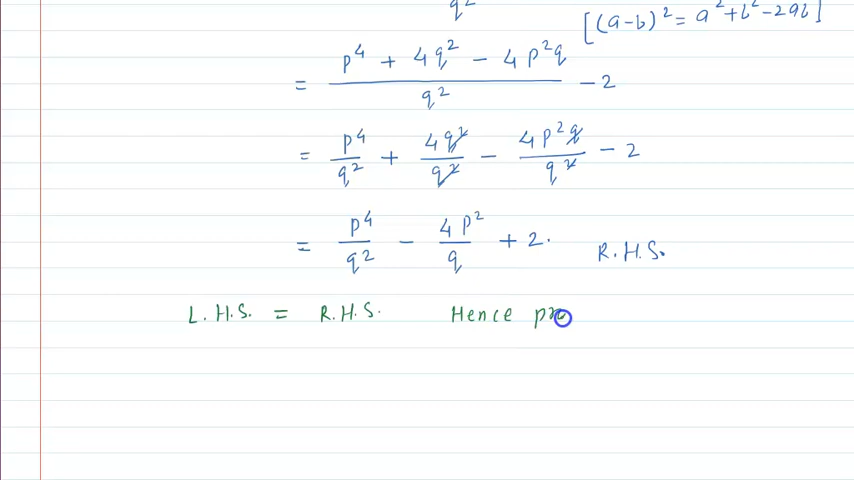 q²
[(a-b)² = a² + b² - 2ab]
= (p⁴ + 4q² - 4p²q)/q² - 2
= p⁴/q² + 4q²/q² - 4p²q/q² - 2
= p⁴/q² - 4p²/q + 2. R.H.S.
L.H.S. = R.H.S. Hence